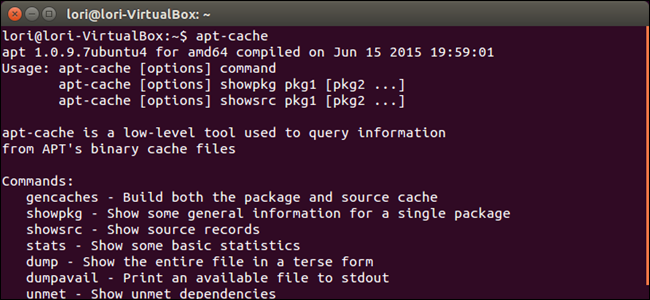 lori@lori-VirtualBox: ~
lori@lori-VirtualBox:~$ apt-cache
apt 1.0.9.7ubuntu4 for amd64 compiled on Jun 15 2015 19:59:01
Usage: apt-cache [options] command
       apt-cache [options] showpkg pkg1 [pkg2 ...]
       apt-cache [options] showsrc pkg1 [pkg2 ...]

apt-cache is a low-level tool used to query information
from APT's binary cache files

Commands:
   gencaches - Build both the package and source cache
   showpkg - Show some general information for a single package
   showsrc - Show source records
   stats - Show some basic statistics
   dump - Show the entire file in a terse form
   dumpavail - Print an available file to stdout
   unmet - Show unmet dependencies